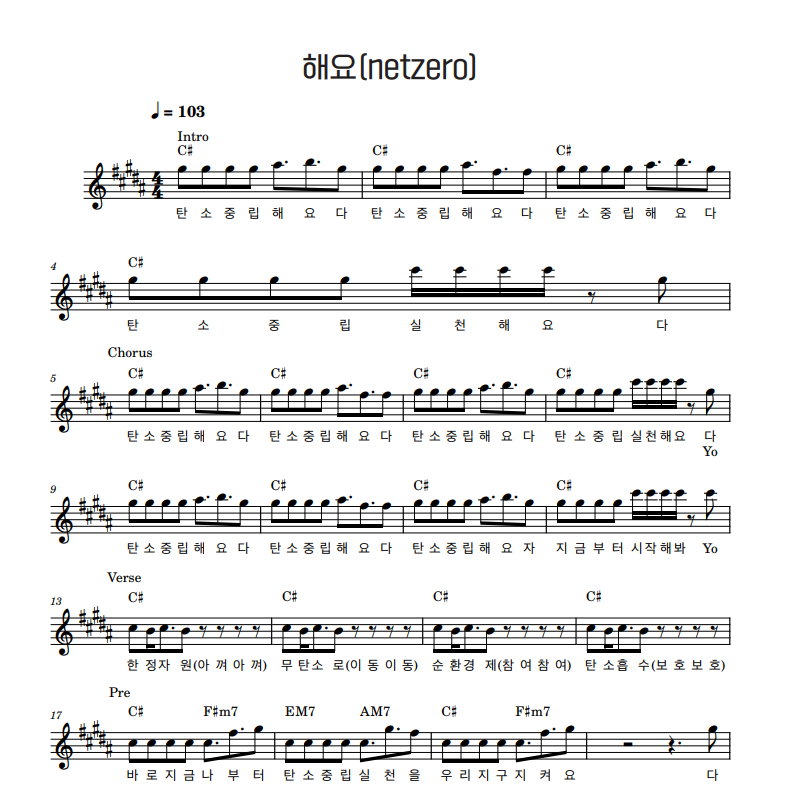 해요(netzero)
♩= 103
Intro
C♯ C♯ C♯
탄 소 중 립 해 요 다 탄 소 중 립 해 요 다 탄 소 중 립 해 요 다
4
C♯
탄 소 중 립 실 천 해 요 다
Chorus
5
C♯ C♯ C♯ C♯
탄 소 중 립 해 요 다 탄 소 중 립 해 요 다 탄 소 중 립 해 요 다 탄 소 중 립 실 천 해 요 다
Yo
9
C♯ C♯ C♯ C♯
탄 소 중 립 해 요 다 탄 소 중 립 해 요 다 탄 소 중 립 해 요 자 지 금 부 터 시 작 해 봐 Yo
Verse
13
C♯ C♯ C♯ C♯
한 정 자 원(아 껴 아 껴) 무 탄 소 로(이 동 이 동) 순 환 경 제(참 여 참 여) 탄 소 흡 수(보 호 보 호)
Pre
17
C♯ F♯m7 EM7 AM7 C♯ F♯m7
바 로 지 금 나 부 터 탄 소 중 립 실 천 을 우 리 지 구 지 켜 요 다